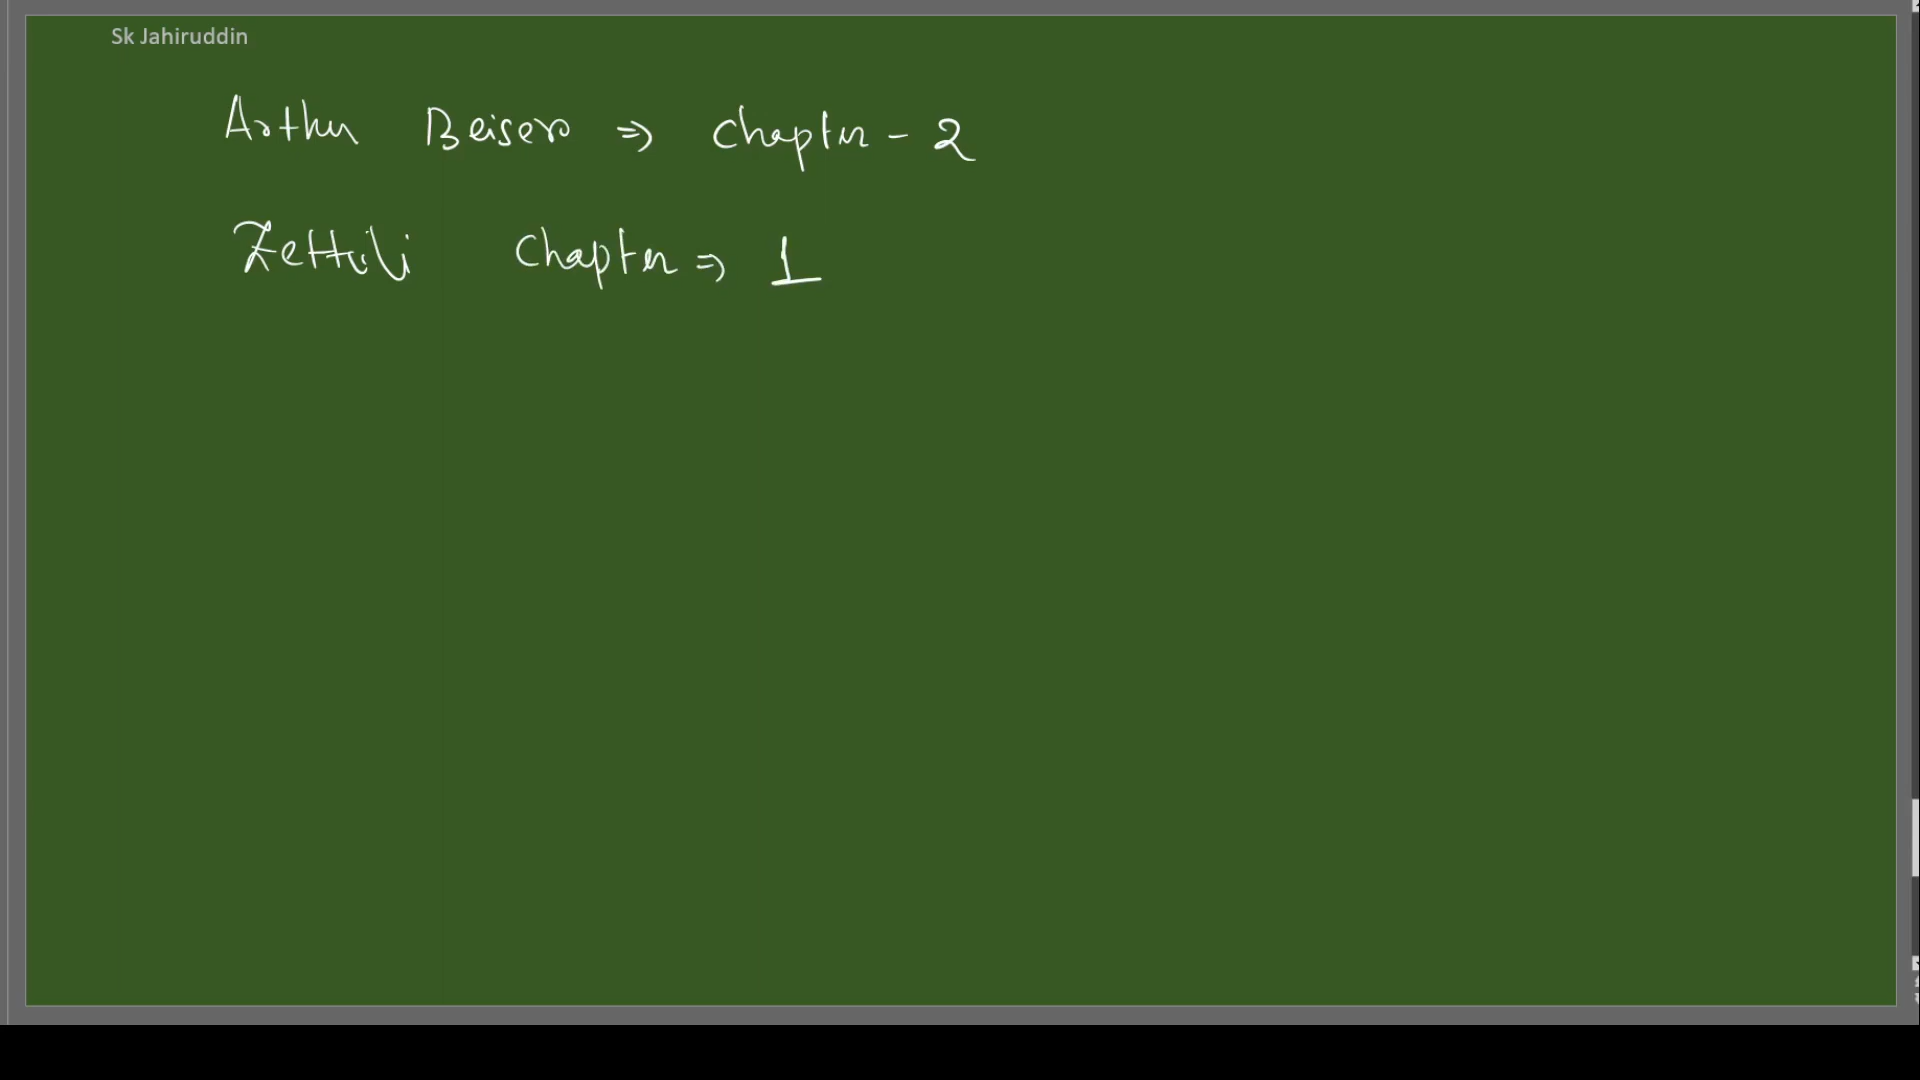 Sk Jahiruddin
Arthur Beiser ⇒ Chapter - 2
Zettili Chapter ⇒ 1